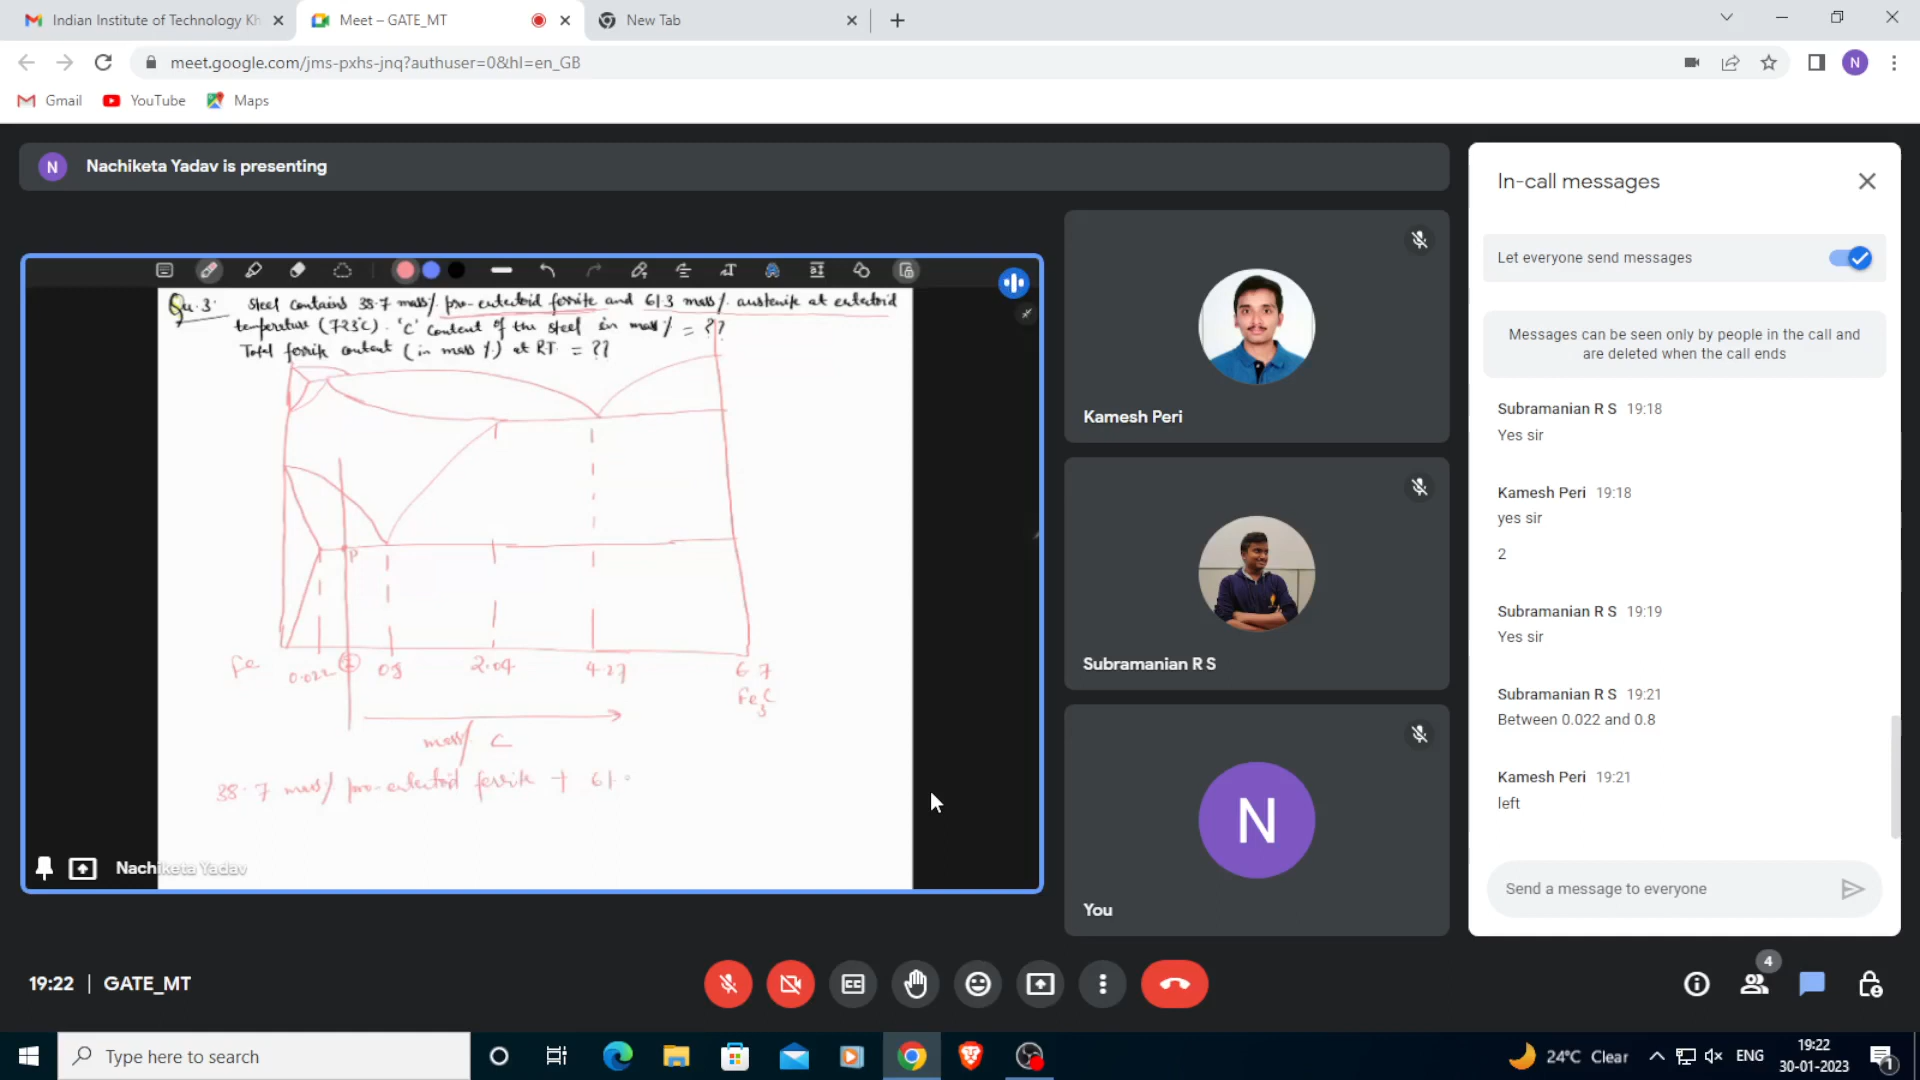 Indian Institute of Technology Kh
Meet – GATE_MT
New Tab
meet.google.com/jms-pxhs-jnq?authuser=0&hl=en_GB
N
Gmail
YouTube
Maps
N
Nachiketa Yadav is presenting
Qu.3. Steel contains 38.7 mass% pro-eutectoid ferrite and 61.3 mass% austenite at eutectoid
temperature (723°C). 'C' content of the steel in mass% = ??
Total ferrite content (in mass %) at RT = ??
P
Fe
0.022
0.8
2.04
4.27
6.7
Fe3C
mass% C
38.7 mass% pro-eutectoid ferrite + 61.
Nachiketa Yadav
Kamesh Peri
Subramanian R S
N
You
In-call messages
Let everyone send messages
Messages can be seen only by people in the call and
are deleted when the call ends
Subramanian R S 19:18
Yes sir
Kamesh Peri 19:18
yes sir
2
Subramanian R S 19:19
Yes sir
Subramanian R S 19:21
Between 0.022 and 0.8
Kamesh Peri 19:21
left
Send a message to everyone
19:22 | GATE_MT
4
Type here to search
24°C Clear
ENG
19:22
30-01-2023
1